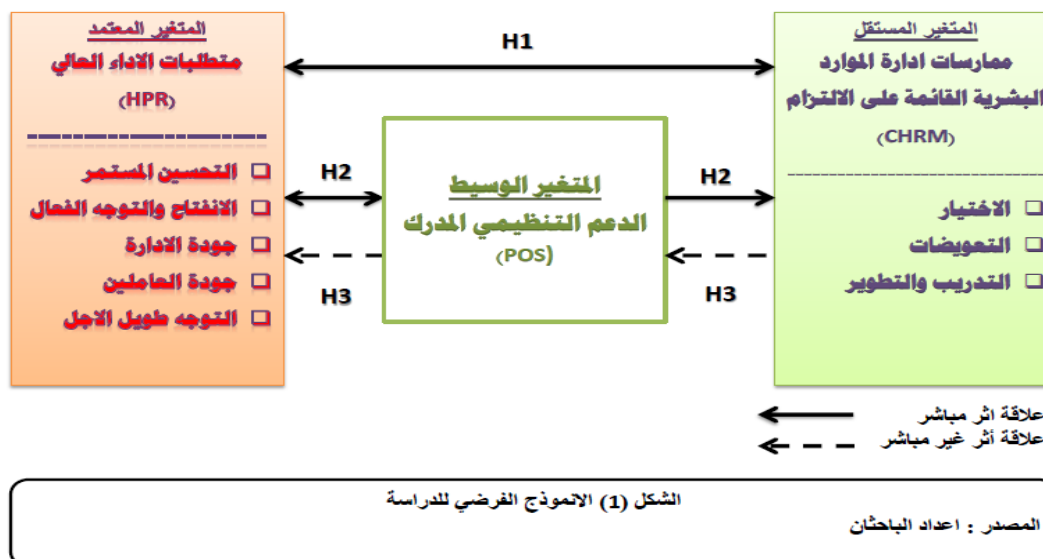 المتغير المستقل
ممارسات ادارة الموارد
البشرية القائمة على الالتزام
(CHRM)
الاختيار
التعويضات
التدريب والتطوير
H1
H2
H3
المتغير الوسيط
الدعم التنظيمي المدرك
(POS)
H2
H3
المتغير المعتمد
متطلبات الاداء العالي
(HPR)
التحسين المستمر
الانفتاح والتوجه الفعال
جودة الادارة
جودة العاملين
التوجه طويل الاجل
علاقة اثر مباشر
علاقة أثر غير مباشر
الشكل (1) الانموذج الفرضي للدراسة
المصدر : اعداد الباحثان